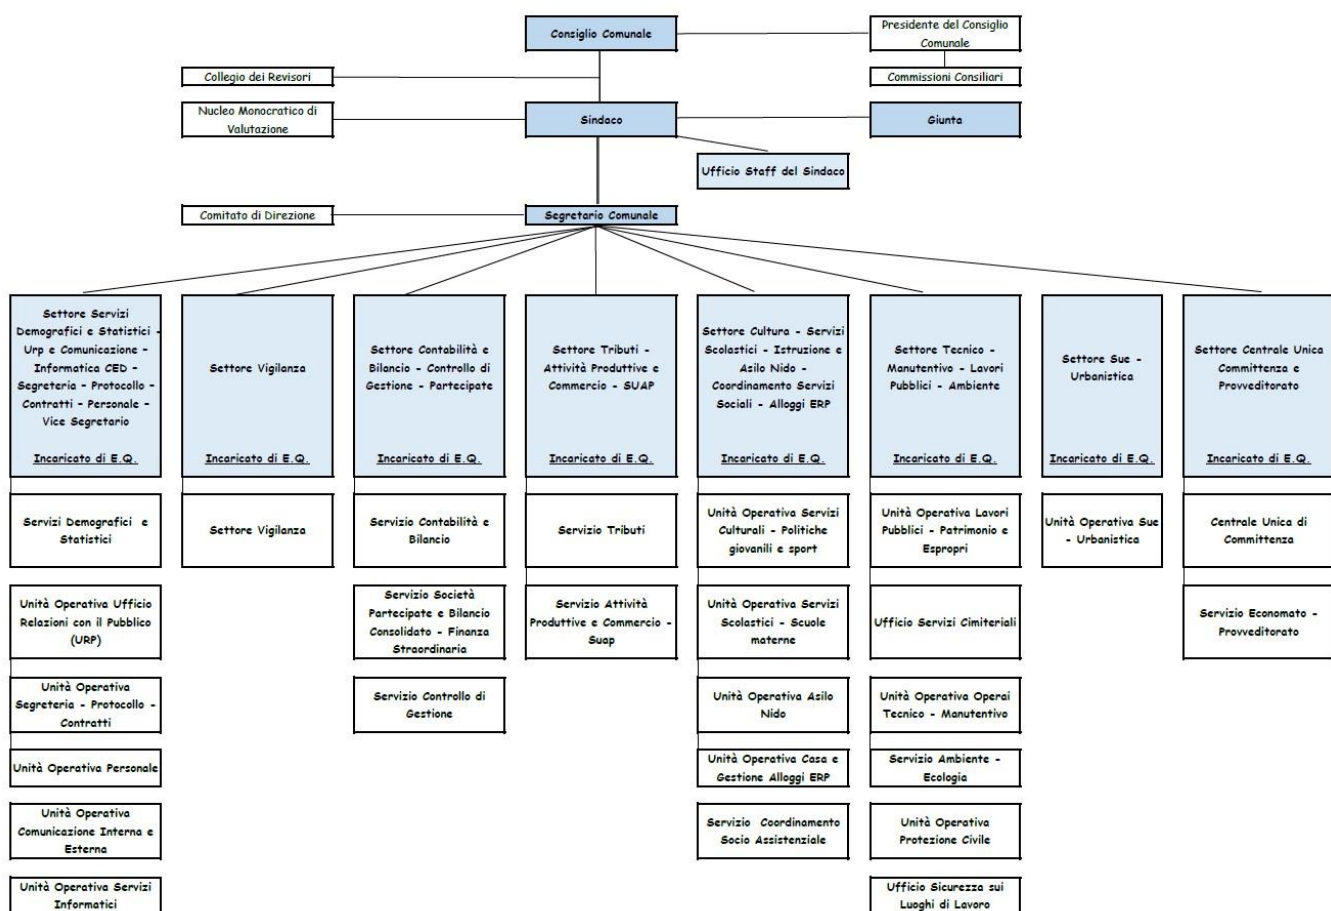 Consiglio Comunale
Presidente del Consiglio
Comunale
Collegio dei Revisori
Commissioni Consiliari
Nucleo Monocratico di
Valutazione
Sindaco
Giunta
Ufficio Staff del Sindaco
Comitato di Direzione
Segretario Comunale
Settore Servizi
Demografici e Statistici -
Urp e Comunicazione -
Informatica CED -
Segreteria - Protocollo -
Contratti - Personale -
Vice Segretario
Incaricato di E.Q.
Settore Vigilanza
Incaricato di E.Q.
Settore Contabilità e
Bilancio - Controllo di
Gestione - Partecipate
Incaricato di E.Q.
Settore Tributi -
Attività Produttive e
Commercio - SUAP
Incaricato di E.Q.
Settore Cultura - Servizi
Scolastici - Istruzione e
Asilo Nido -
Coordinamento Servizi
Sociali - Alloggi ERP
Incaricato di E.Q.
Settore Tecnico -
Manutentivo - Lavori
Pubblici - Ambiente
Incaricato di E.Q.
Settore Sue -
Urbanistica
Incaricato di E.Q.
Settore Centrale Unica
Committenza e
Provveditorato
Incaricato di E.Q.
Servizi Demografici e
Statistici
Settore Vigilanza
Servizio Contabilità e
Bilancio
Servizio Tributi
Unità Operativa Servizi
Culturali - Politiche
giovanili e sport
Unità Operativa Lavori
Pubblici - Patrimonio e
Espropri
Unità Operativa Sue
- Urbanistica
Centrale Unica di
Committenza
Unità Operativa Ufficio
Relazioni con il Pubblico
(URP)
Servizio Società
Partecipate e Bilancio
Consolidato - Finanza
Straordinaria
Servizio Attività
Produttive e Commercio -
Suap
Unità Operativa Servizi
Scolastici - Scuole
materne
Ufficio Servizi Cimiteriali
Servizio Economato -
Provveditorato
Unità Operativa
Segreteria - Protocollo -
Contratti
Servizio Controllo di
Gestione
Unità Operativa Asilo
Nido
Unità Operativa Operai
Tecnico - Manutentivo
Unità Operativa Personale
Unità Operativa Casa e
Gestione Alloggi ERP
Servizio Ambiente -
Ecologia
Unità Operativa
Comunicazione Interna e
Esterna
Servizio Coordinamento
Socio Assistenziale
Unità Operativa
Protezione Civile
Unità Operativa Servizi
Informatici
Ufficio Sicurezza sui
Luoghi di Lavoro